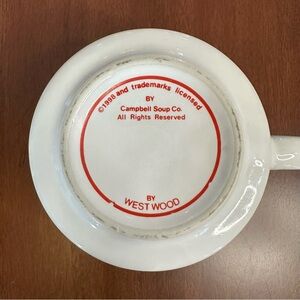 ©1998 and trademarks licensed
BY
Campbell Soup Co.
All Rights Reserved
BY
WESTWOOD